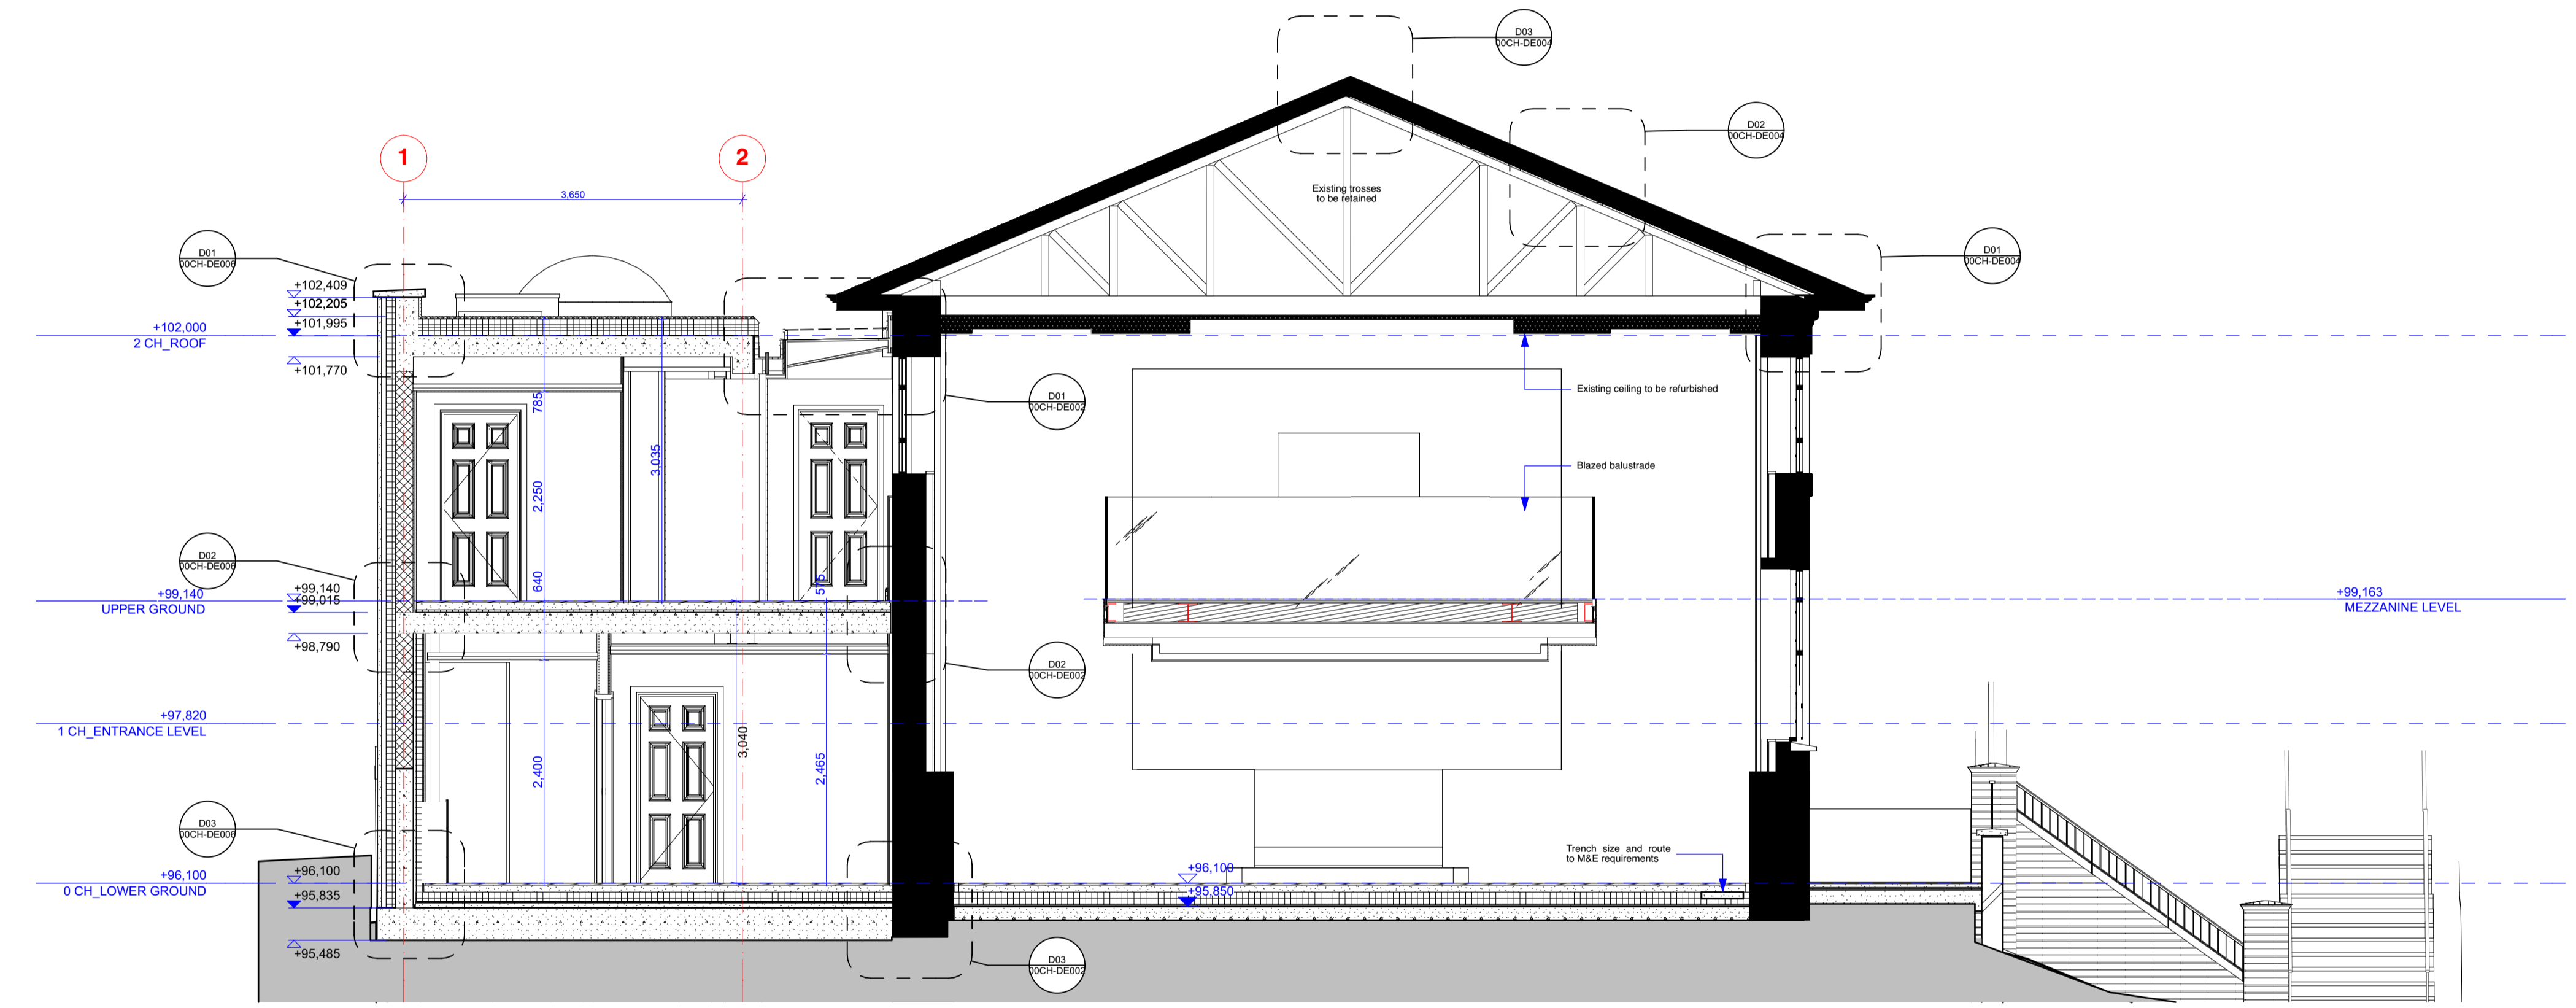 D03
00CH-DE004
D02
00CH-DE004
1
2
3,650
Existing trosses
to be retained
D01
00CH-DE006
D01
00CH-DE004
+102,409
+102,205
+101,995
+102,000
2 CH_ROOF
+101,770
Existing ceiling to be refurbished
D01
00CH-DE002
785
3,035
2,250
Blazed balustrade
D02
00CH-DE006
640
575
+99,140
+99,015
+99,140
UPPER GROUND
+99,163
MEZZANINE LEVEL
+98,790
D02
00CH-DE002
+97,820
1 CH_ENTRANCE LEVEL
2,400
3,040
2,465
D03
00CH-DE006
Trench size and route
to M&E requirements
+96,100
0 CH_LOWER GROUND
+96,100
+95,835
+96,100
+95,850
+95,485
D03
00CH-DE002